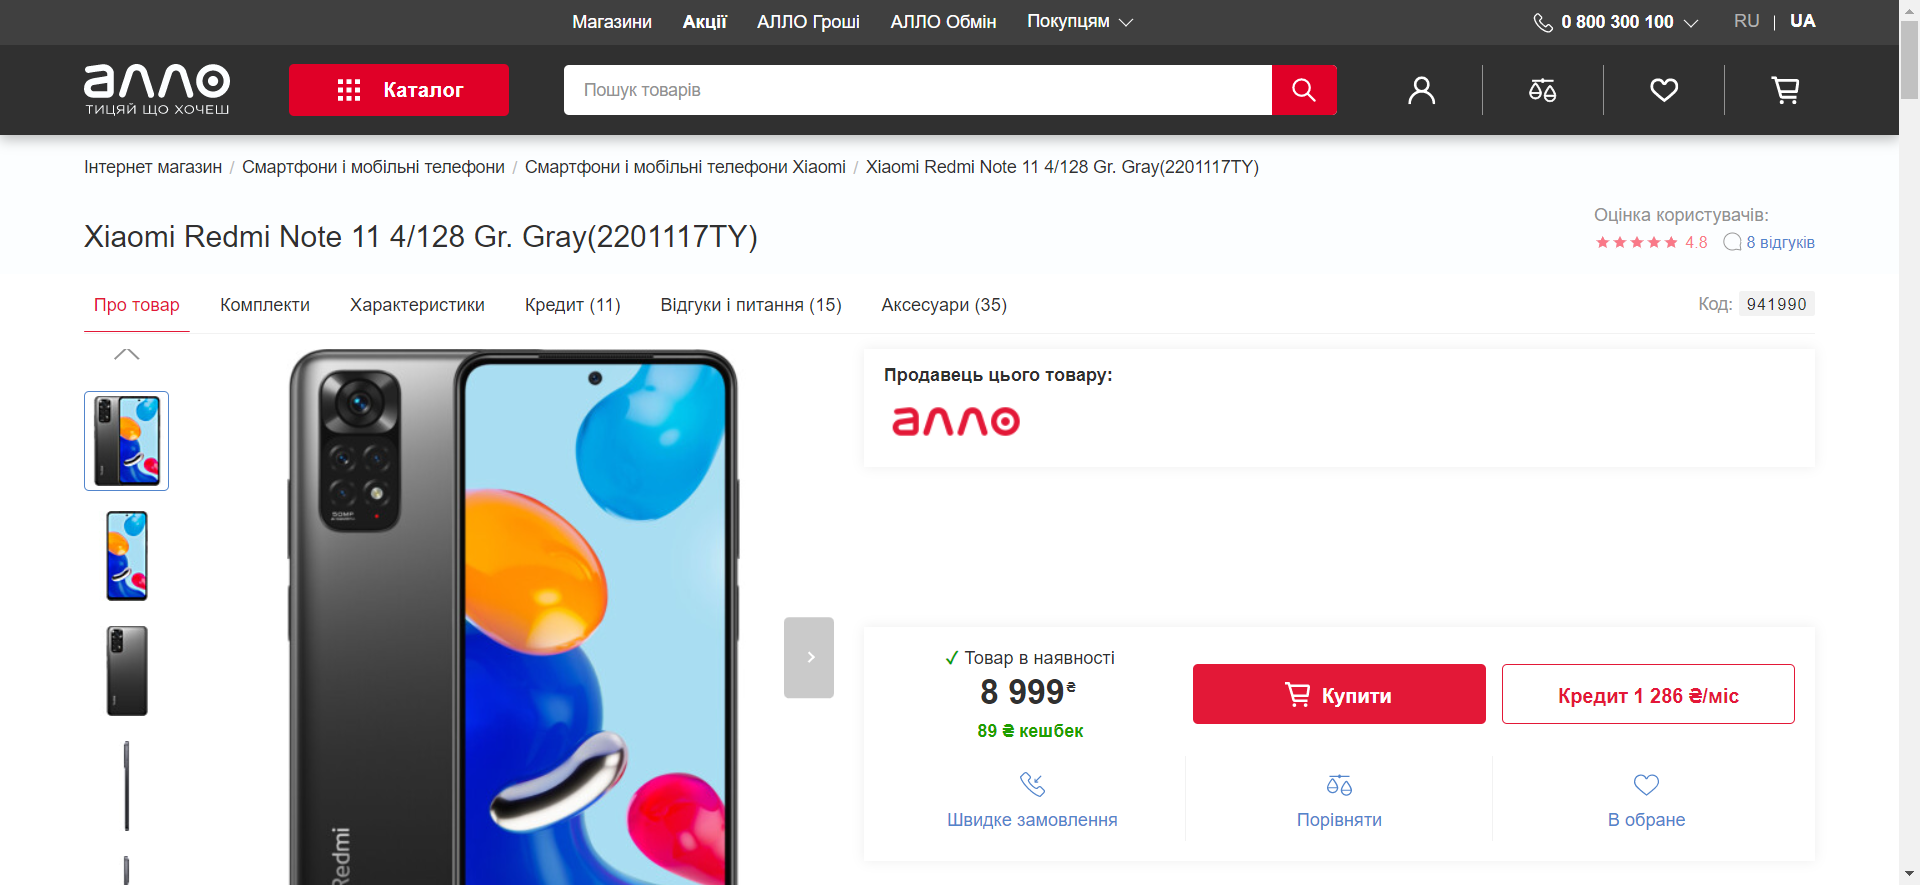 Магазини Акції АЛЛО Гроші АЛЛО Обмін Покупцям 0 800 300 100 RU | UA
алло
ТИЦЯЙ ЩО ХОЧЕШ
Каталог
Пошук товарів
Інтернет магазин / Смартфони і мобільні телефони / Смартфони і мобільні телефони Xiaomi / Xiaomi Redmi Note 11 4/128 Gr. Gray(2201117TY)
Xiaomi Redmi Note 11 4/128 Gr. Gray(2201117TY)
Оцінка користувачів:
4.8 8 відгуків
Про товар Характеристики Комплекти Кредит (11) Відгуки і питання (15) Аксесуари (35)
Код: 941990
Продавець цього товару:
алло
50MP
Redmi
Товар в наявності
8 999₴
89 ₴ кешбек
Купити
Кредит 1 286 ₴/міс
Швидке замовлення
Порівняти
В обране